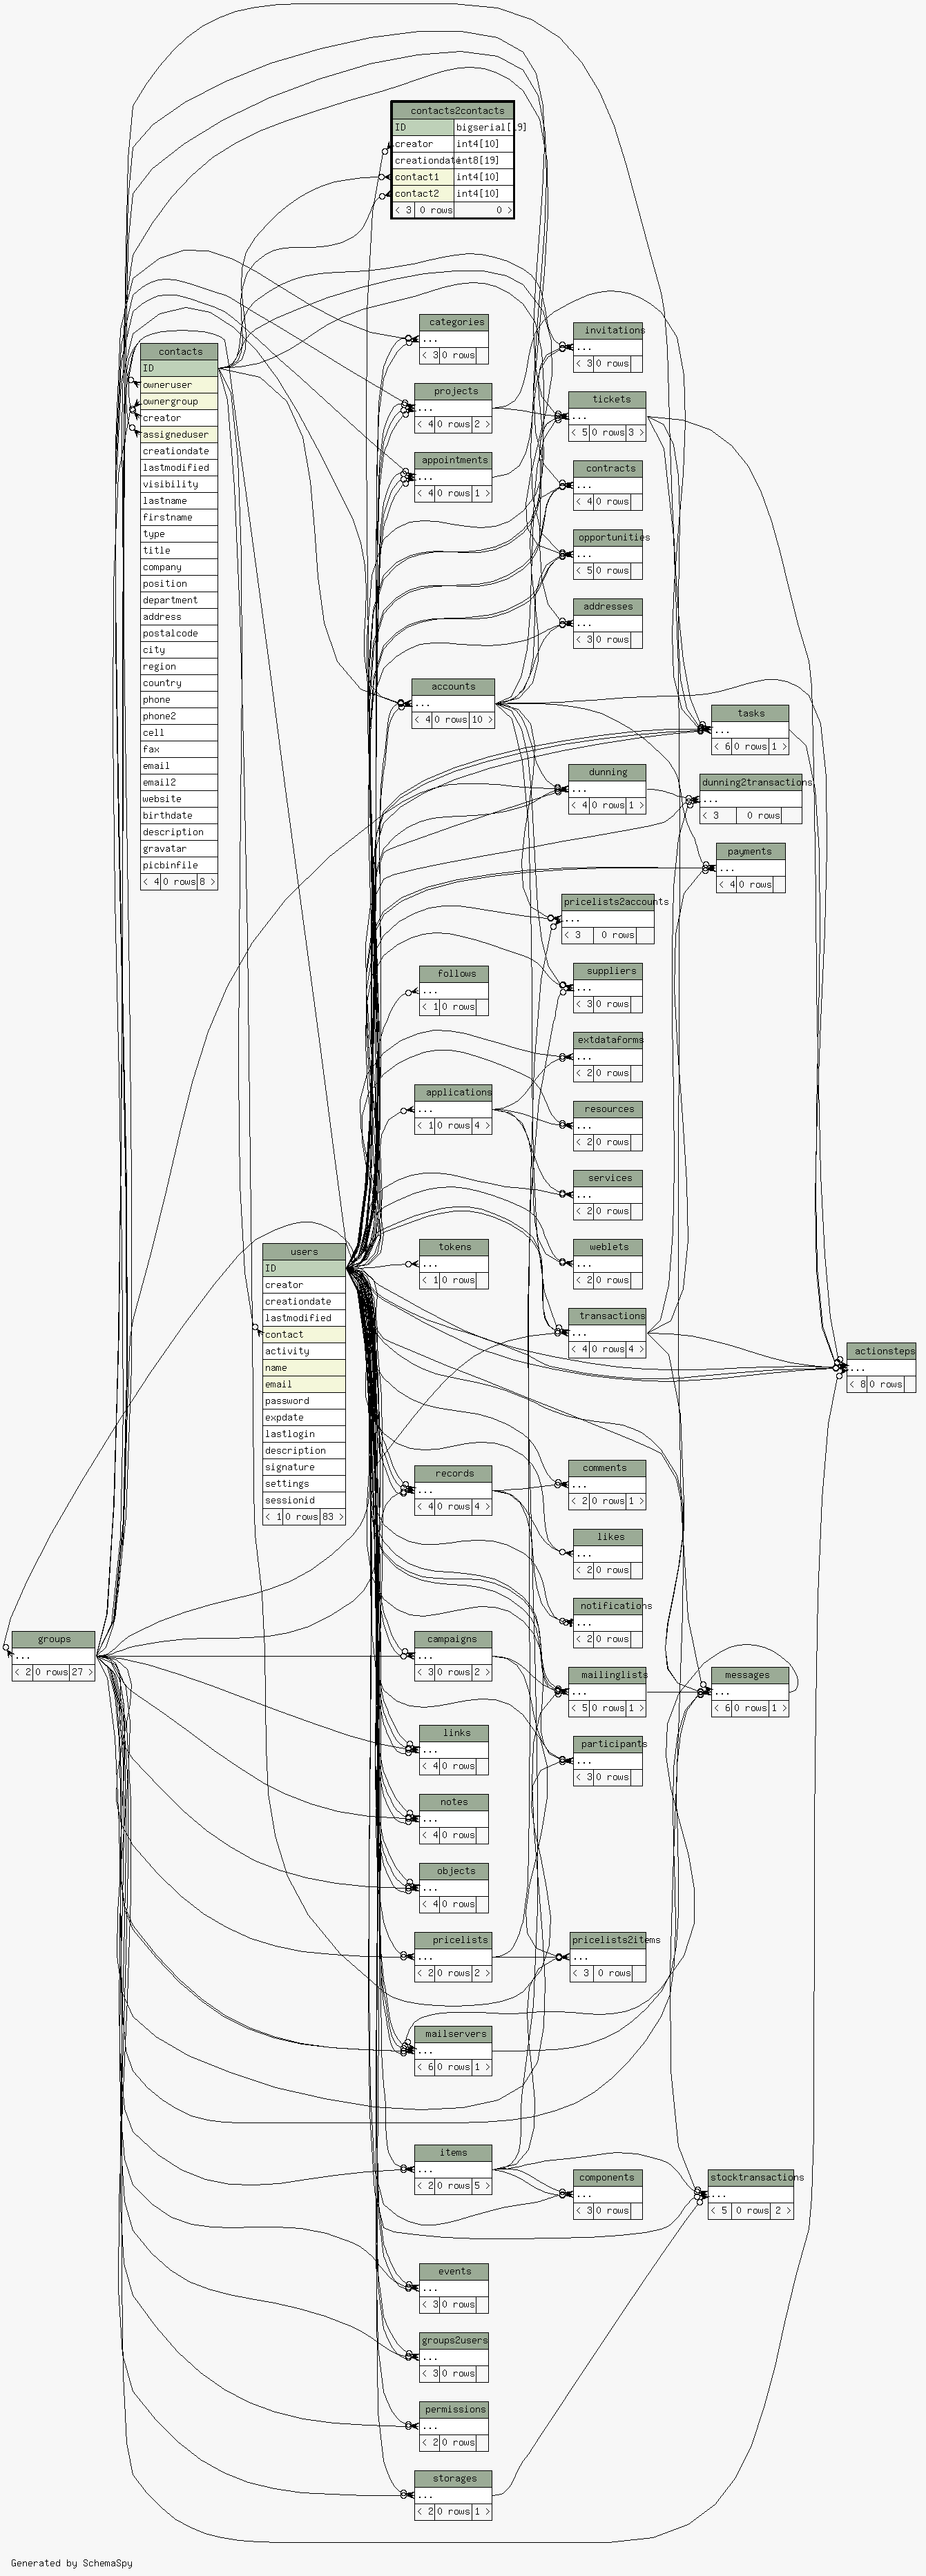 contacts2contacts
ID bigserial[19]
creator int4[10]
creationdate int8[19]
contact1 int4[10]
contact2 int4[10]
< 3 0 rows 0 >
contacts
ID
owneruser
ownergroup
creator
assigneduser
creationdate
lastmodified
visibility
lastname
firstname
type
title
company
position
department
address
postalcode
city
region
country
phone
phone2
cell
fax
email
email2
website
birthdate
description
gravatar
picbinfile
< 4 0 rows 8 >
categories
...
< 3 0 rows
projects
...
< 4 0 rows 2 >
appointments
...
< 4 0 rows 1 >
invitations
...
< 3 0 rows
tickets
...
< 5 0 rows 3 >
contracts
...
< 4 0 rows
opportunities
...
< 5 0 rows
addresses
...
< 3 0 rows
accounts
...
< 4 0 rows 10 >
tasks
...
< 6 0 rows 1 >
dunning
...
< 4 0 rows 1 >
dunning2transactions
...
< 3 0 rows
payments
...
< 4 0 rows
pricelists2accounts
...
< 3 0 rows
follows
...
< 1 0 rows
suppliers
...
< 3 0 rows
extdataforms
...
< 2 0 rows
applications
...
< 1 0 rows 4 >
resources
...
< 2 0 rows
services
...
< 2 0 rows
users
ID
creator
creationdate
lastmodified
contact
activity
name
email
password
expdate
lastlogin
description
signature
settings
sessionid
< 1 0 rows 83 >
tokens
...
< 1 0 rows
weblets
...
< 2 0 rows
transactions
...
< 4 0 rows 4 >
actionsteps
...
< 8 0 rows
records
...
< 4 0 rows 4 >
comments
...
< 2 0 rows 1 >
likes
...
< 2 0 rows
notifications
...
< 2 0 rows
groups
...
< 2 0 rows 27 >
campaigns
...
< 3 0 rows 2 >
mailinglists
...
< 5 0 rows 1 >
messages
...
< 6 0 rows 1 >
links
...
< 4 0 rows
participants
...
< 3 0 rows
notes
...
< 4 0 rows
objects
...
< 4 0 rows
pricelists
...
< 2 0 rows 2 >
pricelists2items
...
< 3 0 rows
mailservers
...
< 6 0 rows 1 >
items
...
< 2 0 rows 5 >
components
...
< 3 0 rows
stocktransactions
...
< 5 0 rows 2 >
events
...
< 3 0 rows
groups2users
...
< 3 0 rows
permissions
...
< 2 0 rows
storages
...
< 2 0 rows 1 >
Generated by SchemaSpy